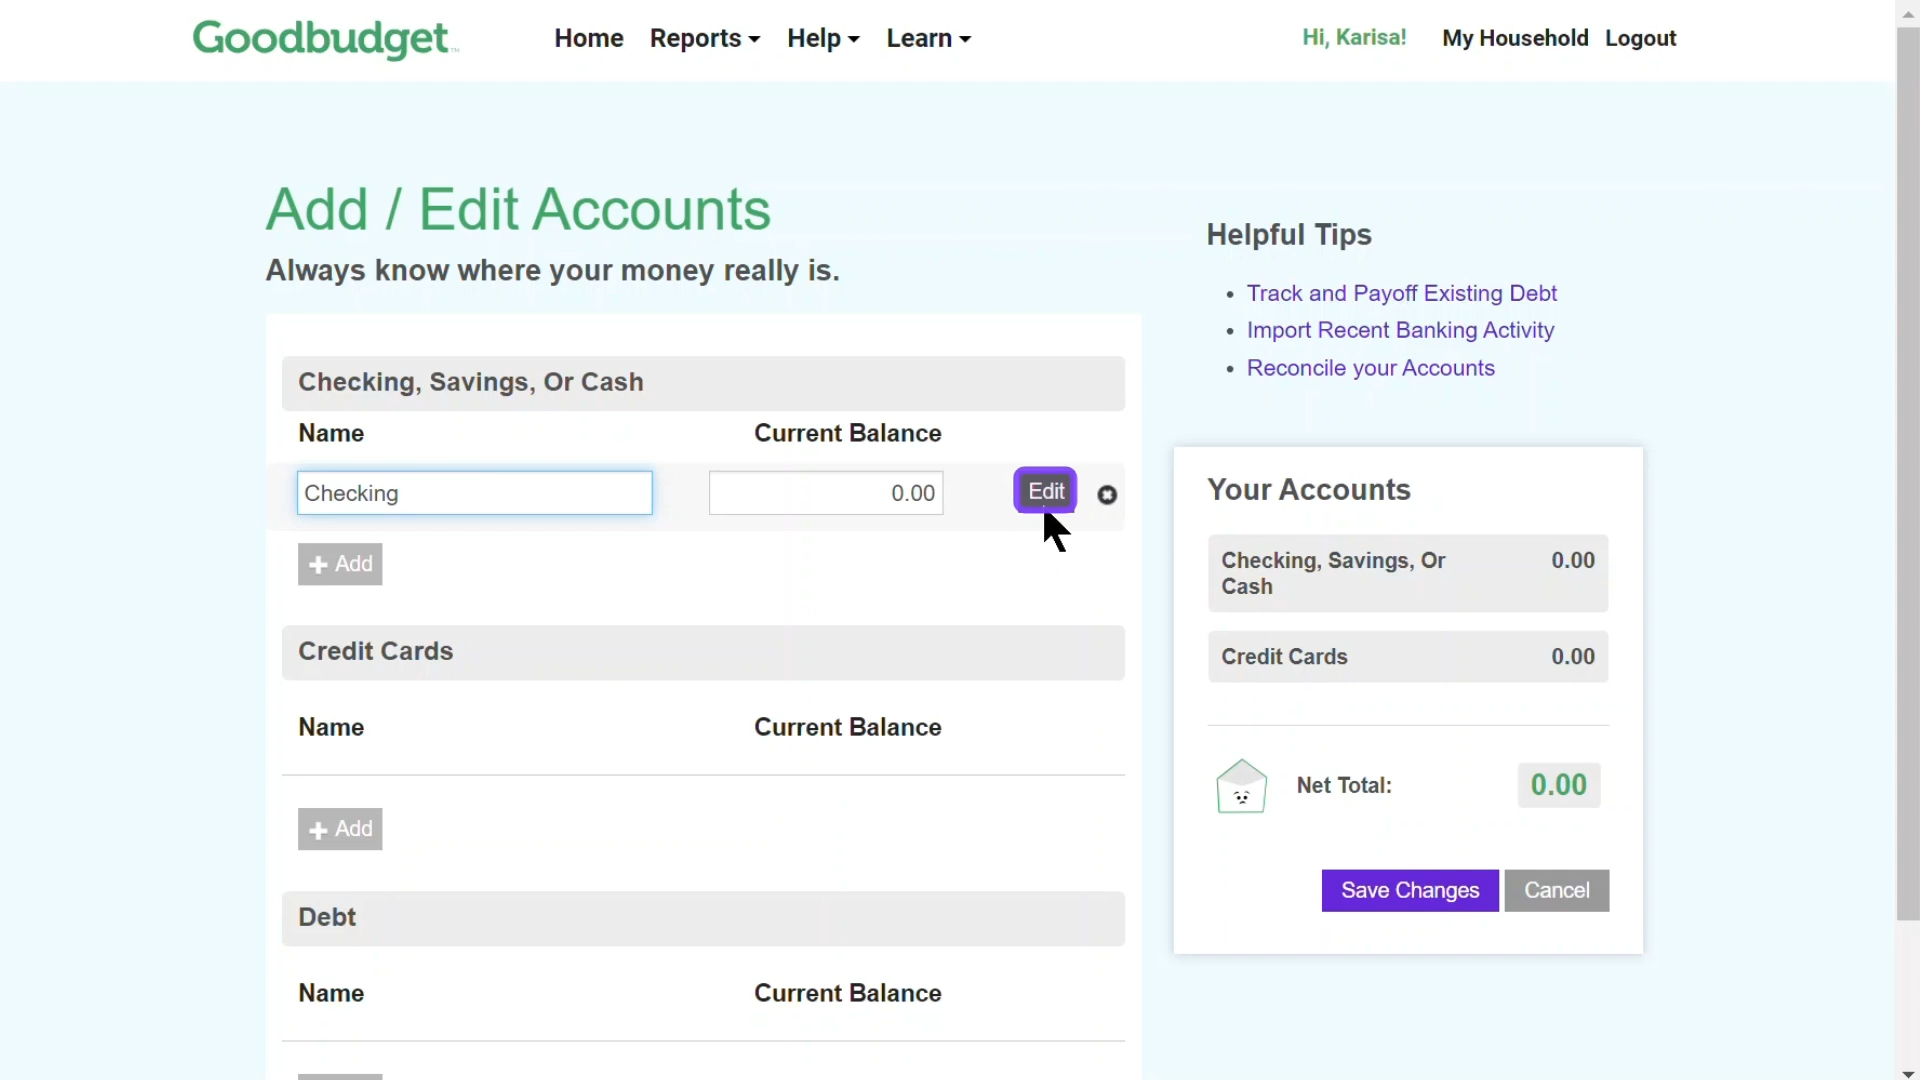 Goodbudget™
Home Reports Help Learn
Hi, Karisa! My Household Logout
Add / Edit Accounts
Always know where your money really is.
Checking, Savings, Or Cash
Name Current Balance
Checking 0.00 Edit
+ Add
Credit Cards
Name Current Balance
+ Add
Debt
Name Current Balance
Helpful Tips
• Track and Payoff Existing Debt
• Import Recent Banking Activity
• Reconcile your Accounts
Your Accounts
Checking, Savings, Or 0.00
Cash
Credit Cards 0.00
Net Total: 0.00
Save Changes Cancel